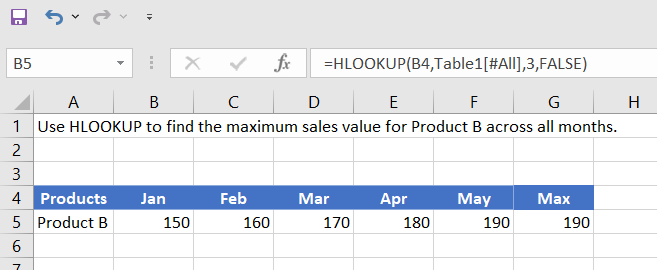 B5 fx =HLOOKUP(B4,Table1[#All],3,FALSE)
A B C D E F G H
1 Use HLOOKUP to find the maximum sales value for Product B across all months.
2
3
4 Products Jan Feb Mar Apr May Max
5 Product B 150 160 170 180 190 190
6
7